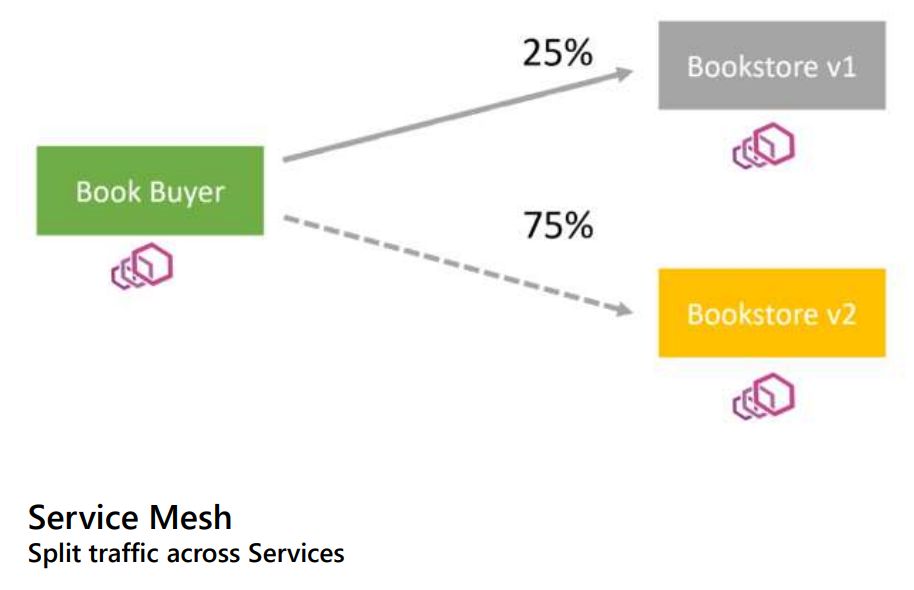 25%
Bookstore v1
Book Buyer
75%
Bookstore v2
Service Mesh
Split traffic across Services